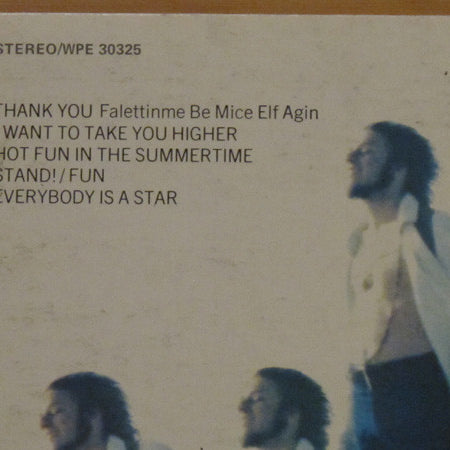 STEREO/WPE 30325
THANK YOU Falettinme Be Mice Elf Agin
WANT TO TAKE YOU HIGHER
HOT FUN IN THE SUMMERTIME
STAND! / FUN
EVERYBODY IS A STAR